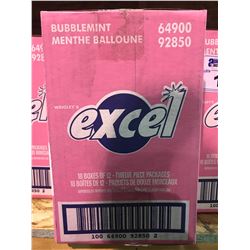 BUBBLEMINT 64900
MENTHE BALLOUNE 92850
WRIGLEY'S
excel
18 BOXES OF 12 - TWELVE PIECE PACKAGES
18 BOÎTES DE 12 - PAQUETS DE DOUZE MORCEAUX
100 64900 92850 2